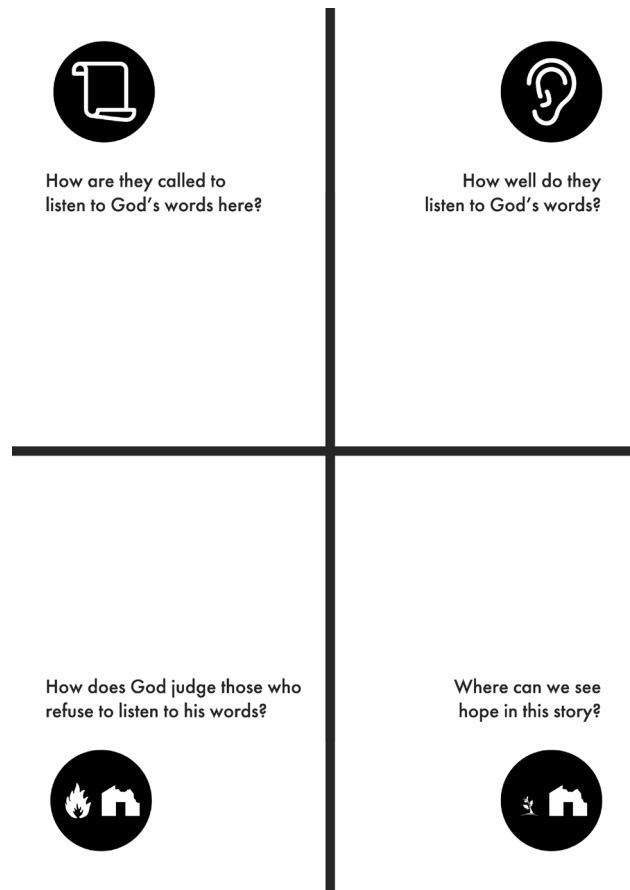 How are they called to
listen to God's words here?
How well do they
listen to God's words?
How does God judge those who
refuse to listen to his words?
Where can we see
hope in this story?